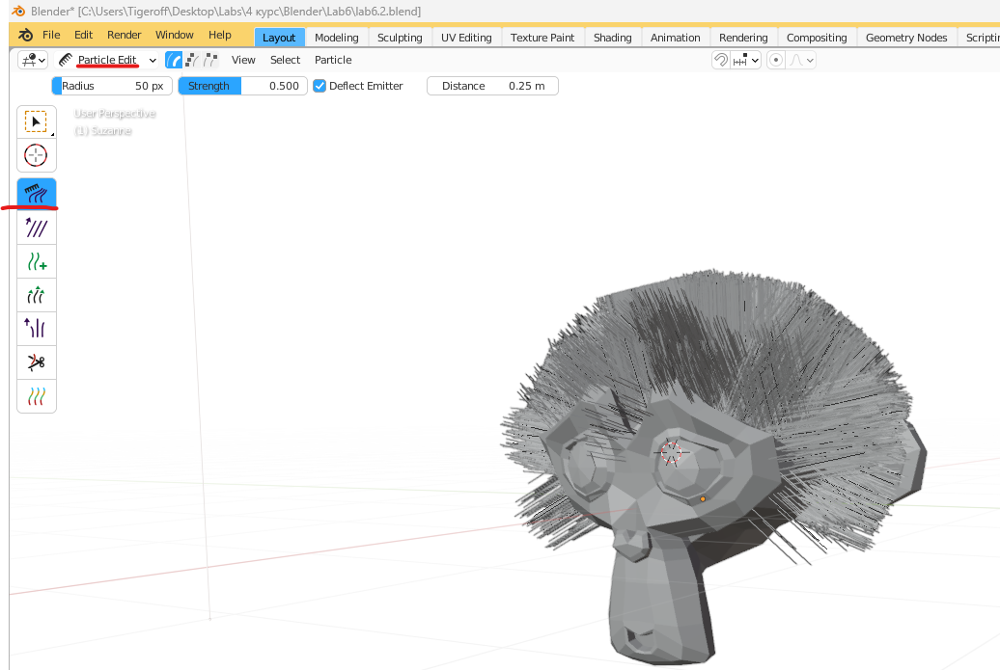 Blender* [C:\Users\Tigeroff\Desktop\Labs\4 курс\Blender\Lab6\lab6.2.blend]
File Edit Render Window Help Layout Modeling Sculpting UV Editing Texture Paint Shading Animation Rendering Compositing Geometry Nodes Scriptin
Particle Edit View Select Particle
Radius 50 px Strength 0.500 Deflect Emitter Distance 0.25 m
User Perspective
(1) Suzanne